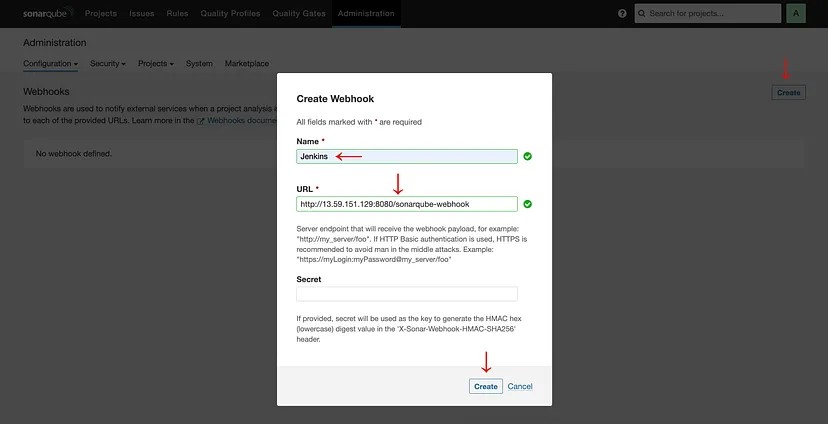 sonarqube Projects Issues Rules Quality Profiles Quality Gates Administration ? Search for projects... A
Administration
Configuration Security Projects System Marketplace
Webhooks
Create
Webhooks are used to notify external services when a project analysis
to each of the provided URLs. Learn more in the Webhooks
No webhook defined.
Create Webhook
All fields marked with * are required
Name *
Jenkins
URL *
http://13.59.151.129:8080/sonarqube-webhook
Server endpoint that will receive the webhook payload, for example:
"http://my_server/foo". If HTTP Basic authentication is used, HTTPS is
recommended to avoid man in the middle attacks. Example:
"https://myLogin:myPassword@my_server/foo"
Secret
If provided, secret will be used as the key to generate the HMAC hex
(lowercase) digest value in the 'X-Sonar-Webhook-HMAC-SHA256'
header.
Create Cancel